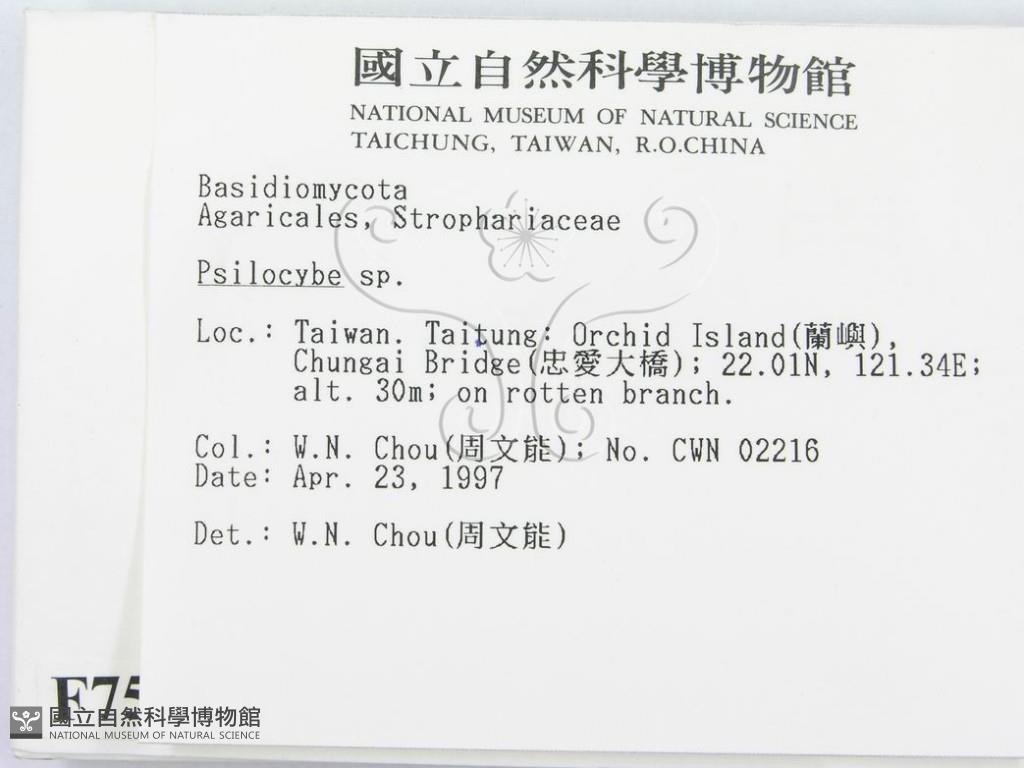 國立自然科學博物館
NATIONAL MUSEUM OF NATURAL SCIENCE
TAICHUNG, TAIWAN, R.O.CHINA
Basidiomycota
Agaricales, Strophariaceae
Psilocybe sp.
Loc.: Taiwan. Taitung: Orchid Island(蘭嶼),
Chungai Bridge(忠愛大橋); 22.01N, 121.34E;
alt. 30m; on rotten branch.
Col.: W.N. Chou(周文能); No. CWN 02216
Date: Apr. 23, 1997
Det.: W.N. Chou(周文能)
F75
國立自然科學博物館
NATIONAL MUSEUM OF NATURAL SCIENCE